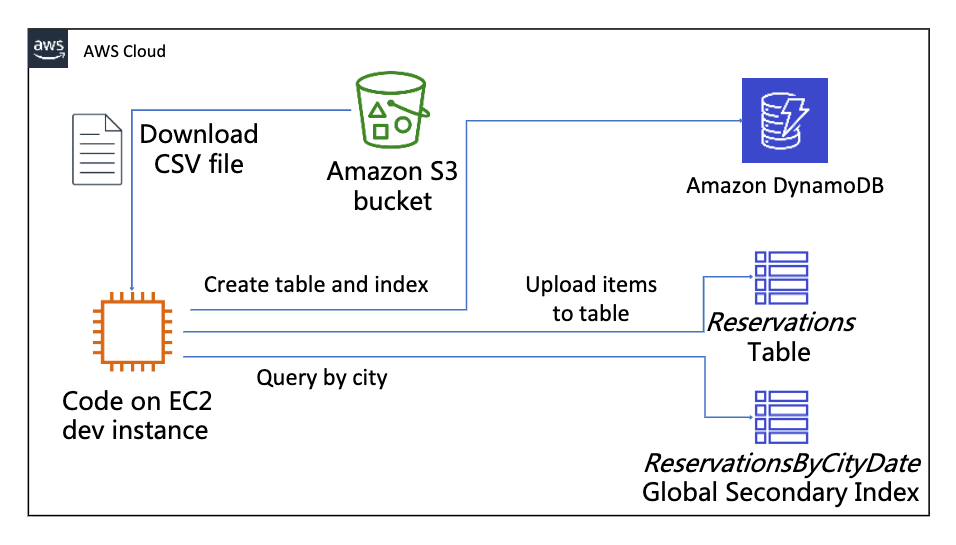 aws
AWS Cloud
Download
CSV file
Amazon S3
bucket
Amazon DynamoDB
Create table and index
Upload items
to table
Reservations
Table
Query by city
Code on EC2
dev instance
ReservationsByCityDate
Global Secondary Index